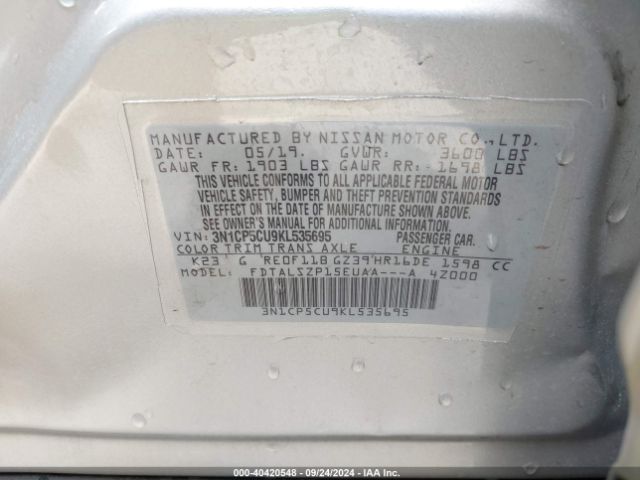 MANUFACTURED BY NISSAN MOTOR CO., LTD.
DATE: 05/19. GVWR: 3600 LBS
GAWR FR: 1903 LBS GAWR RR: 1698 LBS
THIS VEHICLE CONFORMS TO ALL APPLICABLE FEDERAL MOTOR
VEHICLE SAFETY, BUMPER AND THEFT PREVENTION STANDARDS
IN EFFECT ON THE DATE OF MANUFACTURE SHOWN ABOVE.
SEE OWNER'S MANUAL FOR ADDITIONAL INFORMATION.
VIN: 3N1CP5CU9KL535695 PASSENGER CAR.
COLOR TRIM TRANS AXLE ENGINE
K23 G RE0F11B GZ39 HR16DE 1598 CC
MODEL: FDTALSZP15EUAA---A 4Z000
3N1CP5CU9KL535695
000-40420548 - 09/24/2024 - IAA Inc.